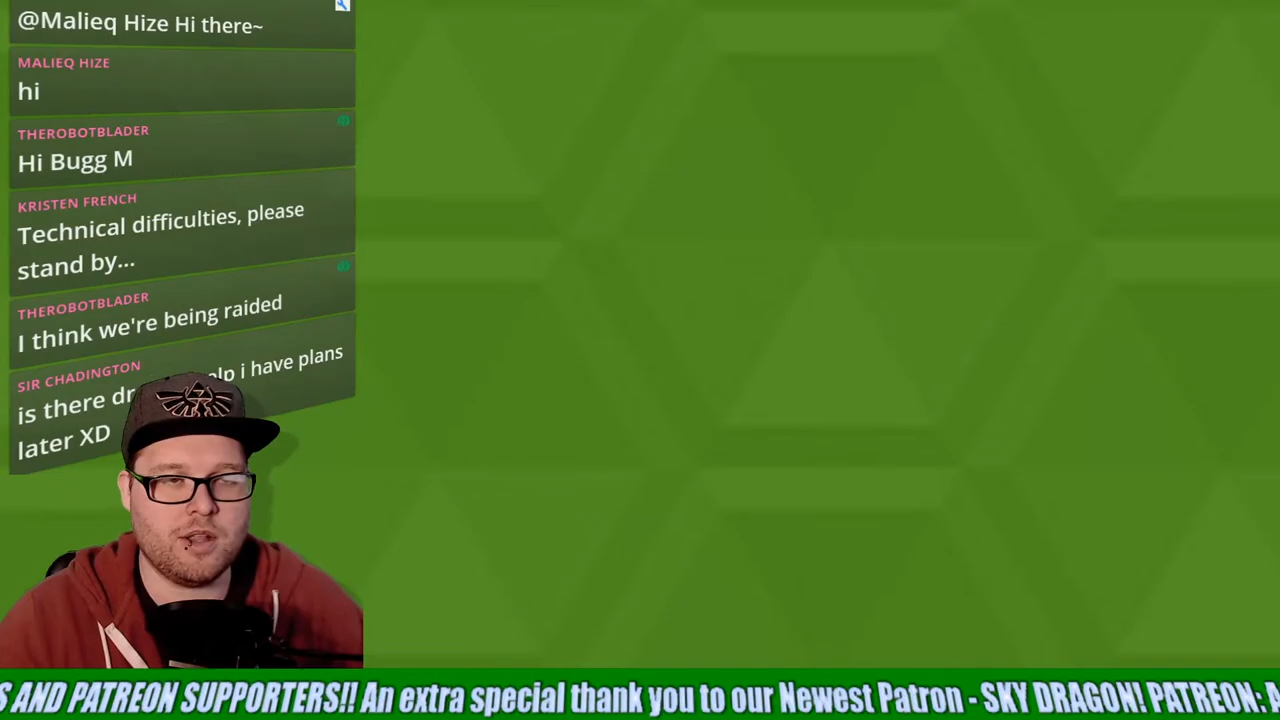 @Malieq Hize Hi there~
MALIEQ HIZE
hi
THEROBOTBLADER
Hi Bugg M
KRISTEN FRENCH
Technical difficulties, please
stand by...
THEROBOTBLADER
I think we're being raided
SIR CHADINGTON
is there i have plans
later XD
S AND PATREON SUPPORTERS!! An extra special thank you to our Newest Patron - SKY DRAGON! PATREON: